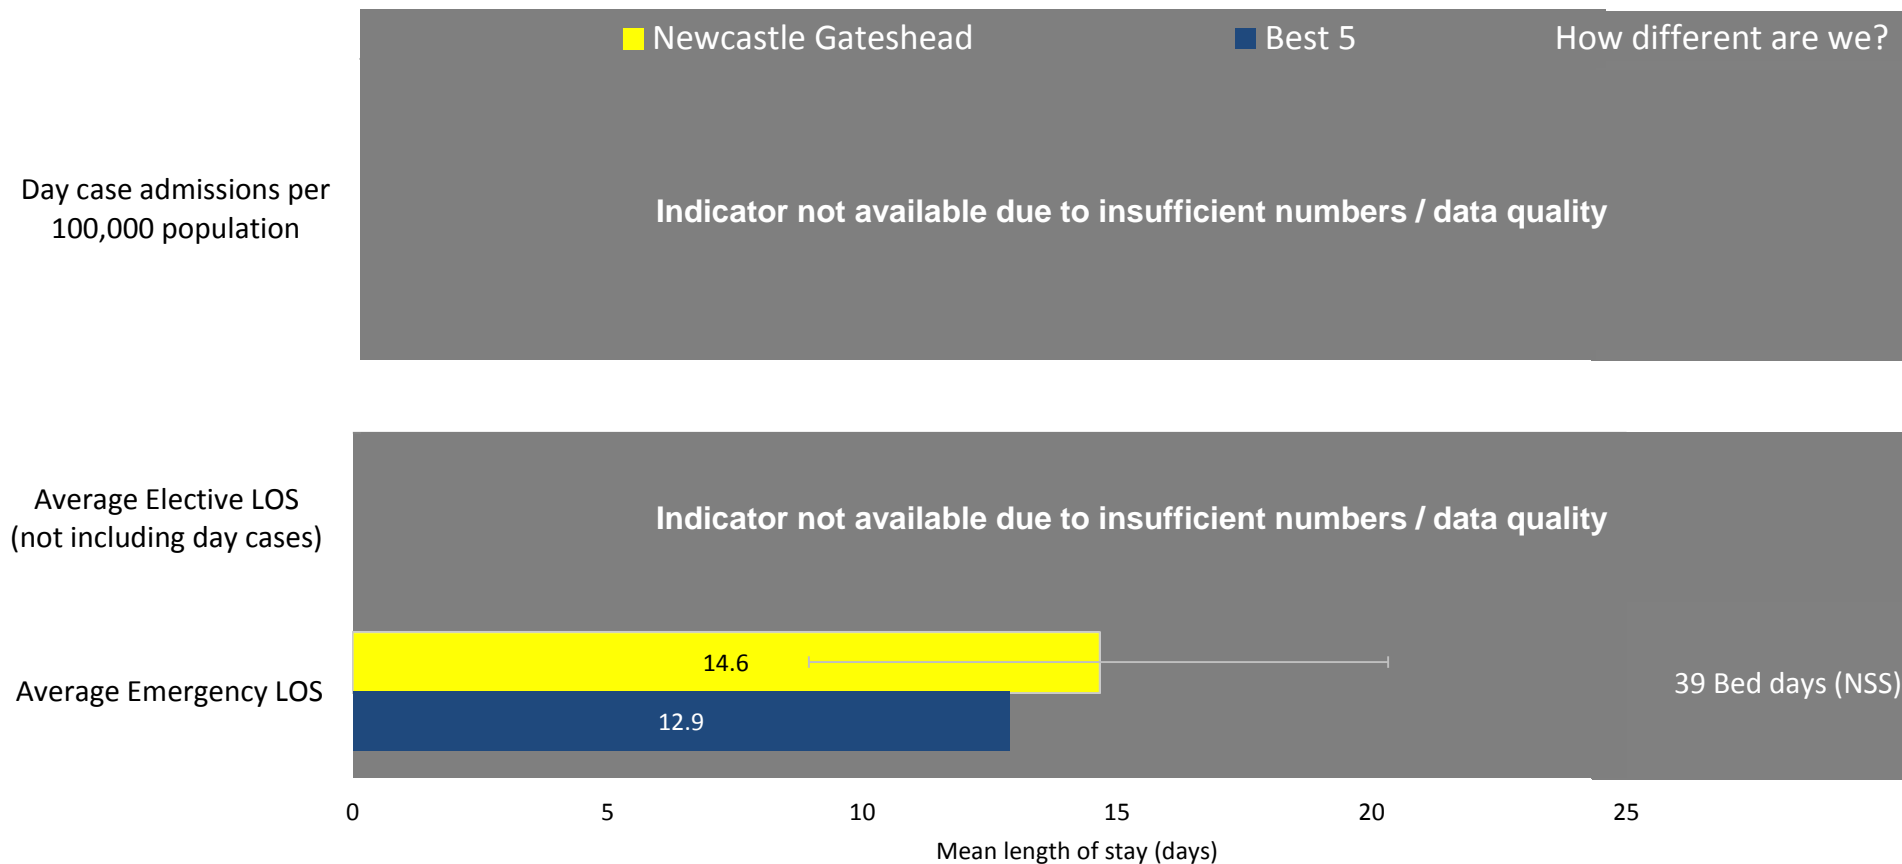 Newcastle Gateshead Best 5 How different are we?
Day case admissions per
100,000 population
Indicator not available due to insufficient numbers / data quality
Average Elective LOS
(not including day cases)
Indicator not available due to insufficient numbers / data quality
Average Emergency LOS
14.6
12.9
39 Bed days (NSS)
0 5 10 15 20 25
Mean length of stay (days)